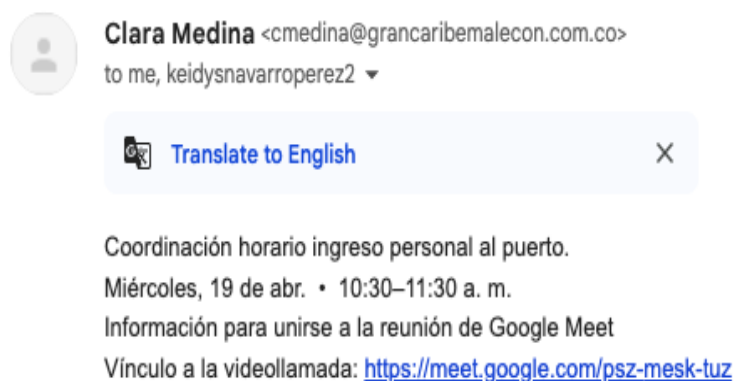 Clara Medina <cmedina@grancaribemalecon.com.co>
to me, keidysnavarroperez2
Translate to English
Coordinación horario ingreso personal al puerto.
Miércoles, 19 de abr. • 10:30–11:30 a. m.
Información para unirse a la reunión de Google Meet
Vínculo a la videollamada: https://meet.google.com/psz-mesk-tuz